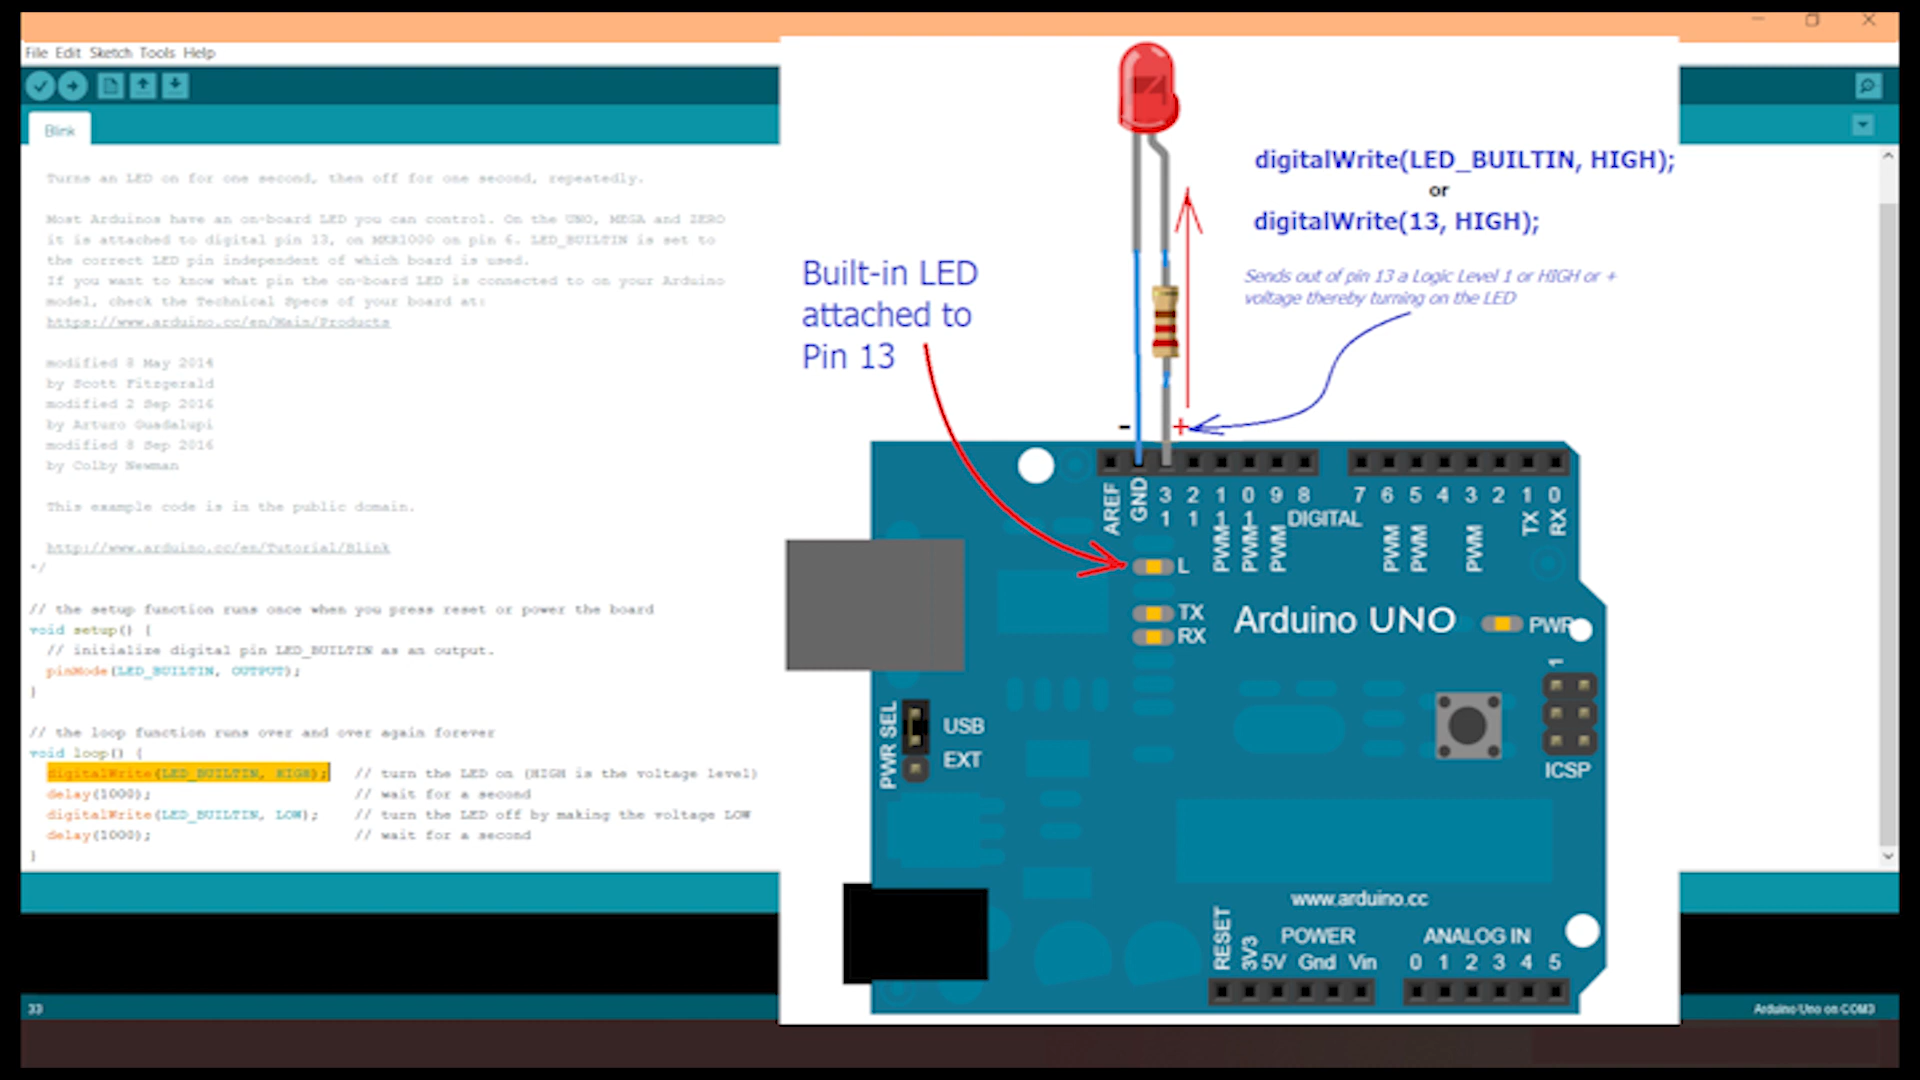 File Edit Sketch Tools Help
Blink
Turns an LED on for one second, then off for one second, repeatedly.
Most Arduinos have an on-board LED you can control. On the UNO, MEGA and ZERO
it is attached to digital pin 13, on MKR1000 on pin 6. LED_BUILTIN is set to
the correct LED pin independent of which board is used.
If you want to know what pin the on-board LED is connected to on your Arduino
model, check the Technical Specs of your board at:
https://www.arduino.cc/en/Main/Products
modified 8 May 2014
by Scott Fitzgerald
modified 2 Sep 2016
by Arturo Guadalupi
modified 8 Sep 2016
by Colby Newman
This example code is in the public domain.
http://www.arduino.cc/en/Tutorial/Blink
*/
// the setup function runs once when you press reset or power the board
void setup() {
// initialize digital pin LED_BUILTIN as an output.
pinMode(LED_BUILTIN, OUTPUT);
}
// the loop function runs over and over again forever
void loop() {
digitalWrite(LED_BUILTIN, HIGH); // turn the LED on (HIGH is the voltage level)
delay(1000); // wait for a second
digitalWrite(LED_BUILTIN, LOW); // turn the LED off by making the voltage LOW
delay(1000); // wait for a second
}
33
Built-in LED
attached to
Pin 13
digitalWrite(LED_BUILTIN, HIGH);
or
digitalWrite(13, HIGH);
Sends out of pin 13 a Logic Level 1 or HIGH or +
voltage thereby turning on the LED
- +
AREF GND 13 12 11 10 9 8 7 6 5 4 3 2 1 0
PWM PWM PWM DIGITAL PWM PWM PWM TX RX
L
TX
RX
Arduino UNO
PWR
1
ICSP
PWR SEL
USB
EXT
www.arduino.cc
POWER ANALOG IN
RESET 3V3 5V Gnd Vin 0 1 2 3 4 5
Arduino Uno on COM3